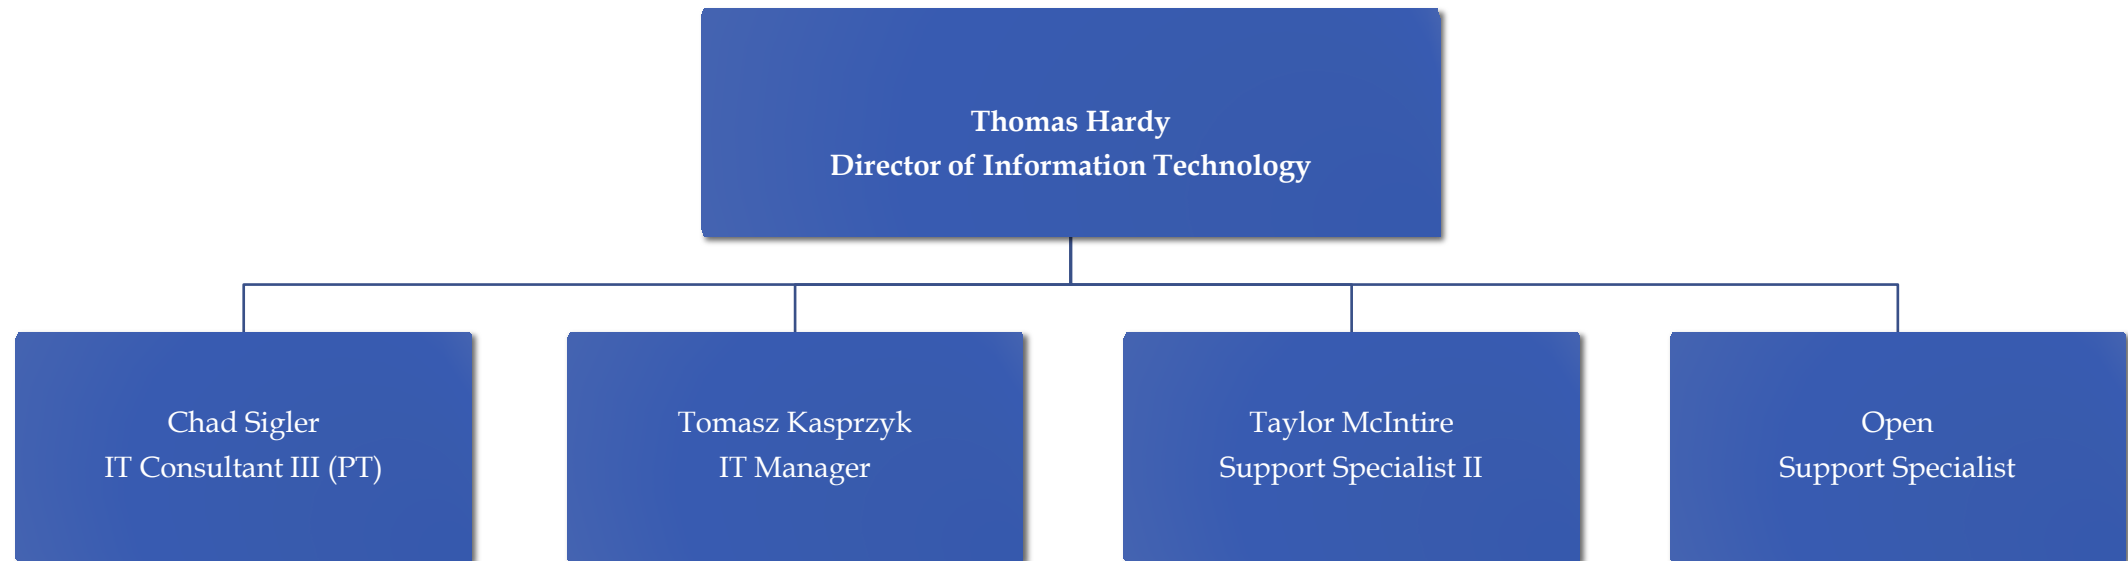 Thomas Hardy
Director of Information Technology
Chad Sigler
IT Consultant III (PT)
Tomasz Kasprzyk
IT Manager
Taylor McIntire
Support Specialist II
Open
Support Specialist